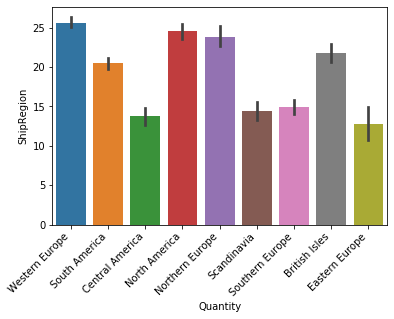 25
20
15
10
5
0
ShipRegion
Western Europe
South America
Central America
North America
Northern Europe
Scandinavia
Southern Europe
British Isles
Eastern Europe
Quantity